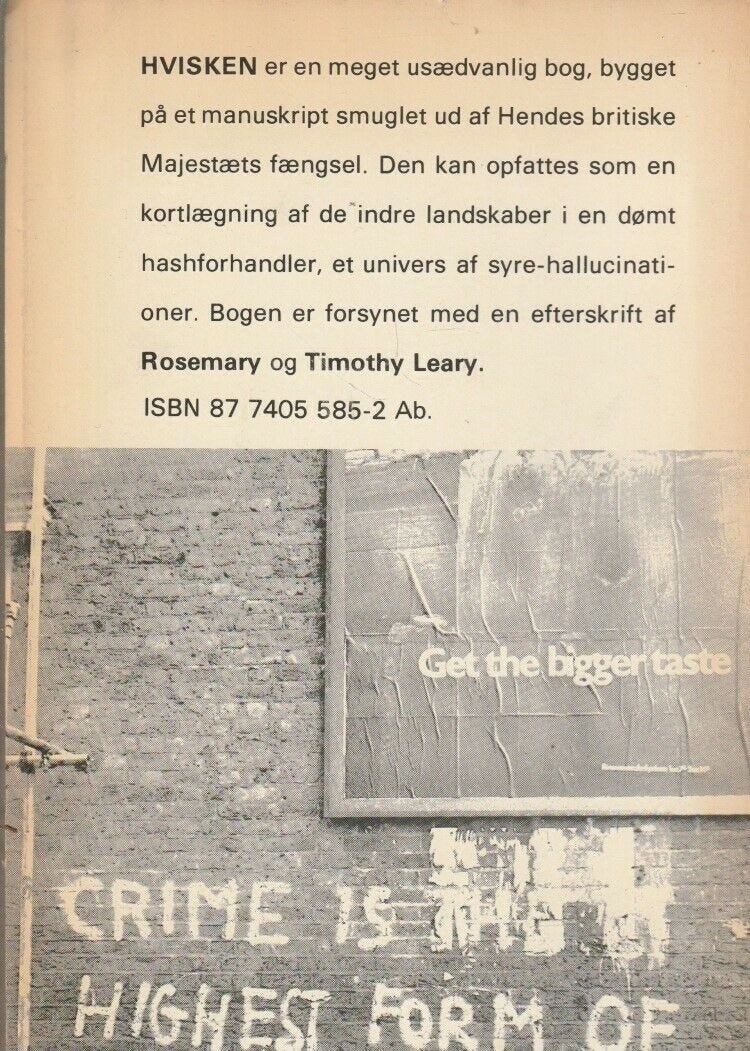 HVISKEN er en meget usædvanlig bog, bygget
på et manuskript smuglet ud af Hendes britiske
Majestæts fængsel. Den kan opfattes som en
kortlægning af de indre landskaber i en dømt
hashforhandler, et univers af syre-hallucinati-
oner. Bogen er forsynet med en efterskrift af
Rosemary og Timothy Leary.
ISBN 87 7405 585-2 Ab.
Get the bigger taste
CRIME IS THE
HIGHEST FORM OF